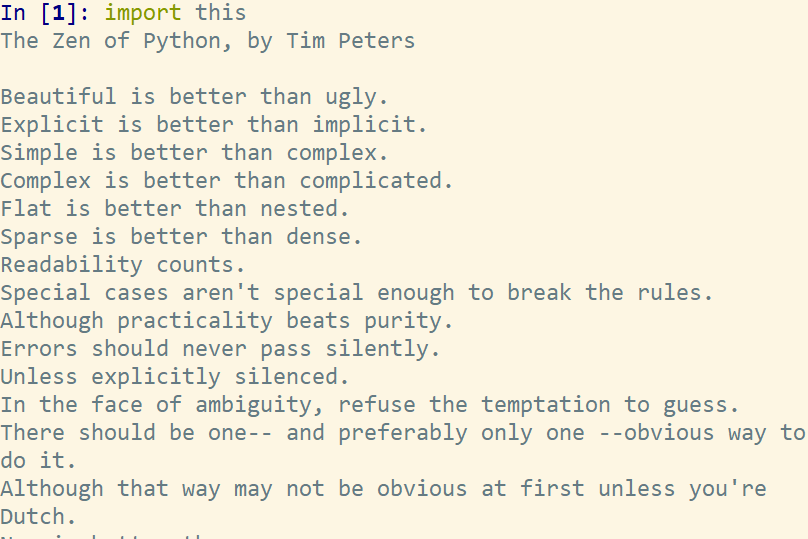 In [1]: import this
The Zen of Python, by Tim Peters
Beautiful is better than ugly.
Explicit is better than implicit.
Simple is better than complex.
Complex is better than complicated.
Flat is better than nested.
Sparse is better than dense.
Readability counts.
Special cases aren't special enough to break the rules.
Although practicality beats purity.
Errors should never pass silently.
Unless explicitly silenced.
In the face of ambiguity, refuse the temptation to guess.
There should be one-- and preferably only one --obvious way to
do it.
Although that way may not be obvious at first unless you're
Dutch.